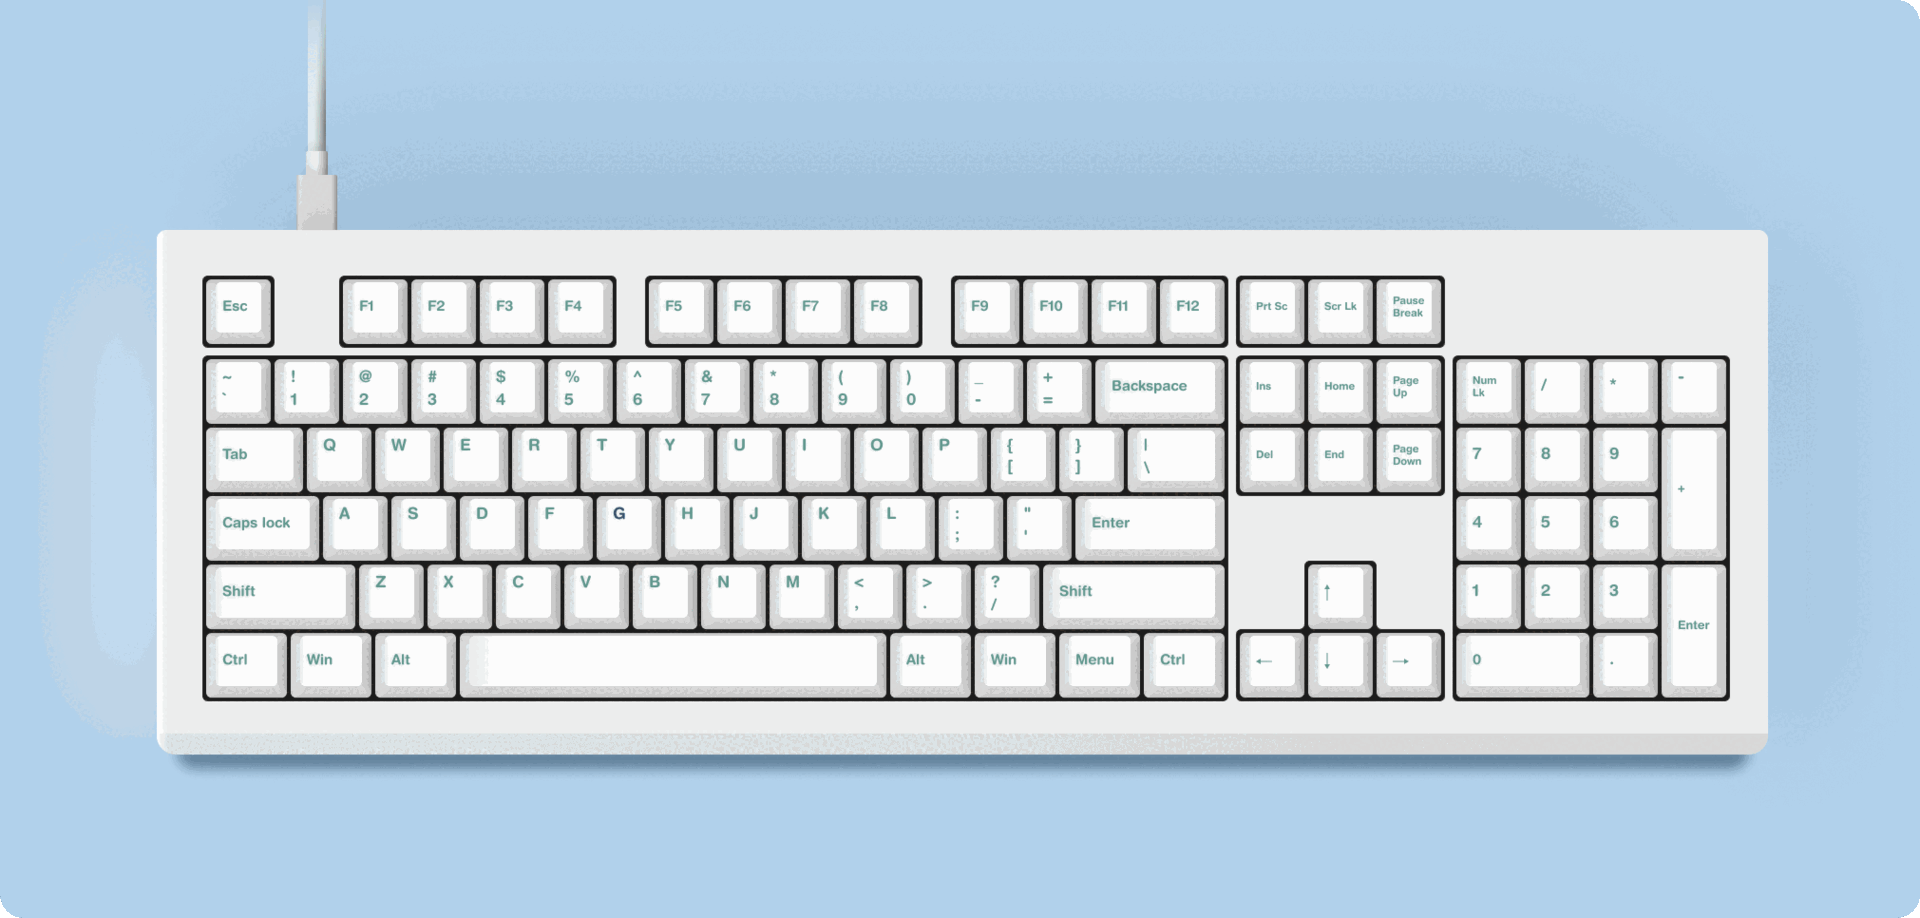 Esc F1 F2 F3 F4 F5 F6 F7 F8 F9 F10 F11 F12 Prt Sc Scr Lk Pause
Break
~ ! @ # $ % ^ & * ( ) _ + Backspace Ins Home Page
Up Num
Lk / * -
` 1 2 3 4 5 6 7 8 9 0 - =
Tab Q W E R T Y U I O P { } | Del End Page
Down 7 8 9 +
[ ] \
Caps lock A S D F G H J K L : " Enter 4 5 6
; '
Shift Z X C V B N M < > ? Shift ↑ 1 2 3 Enter
, . /
Ctrl Win Alt Alt Win Menu Ctrl ← ↓ → 0 .